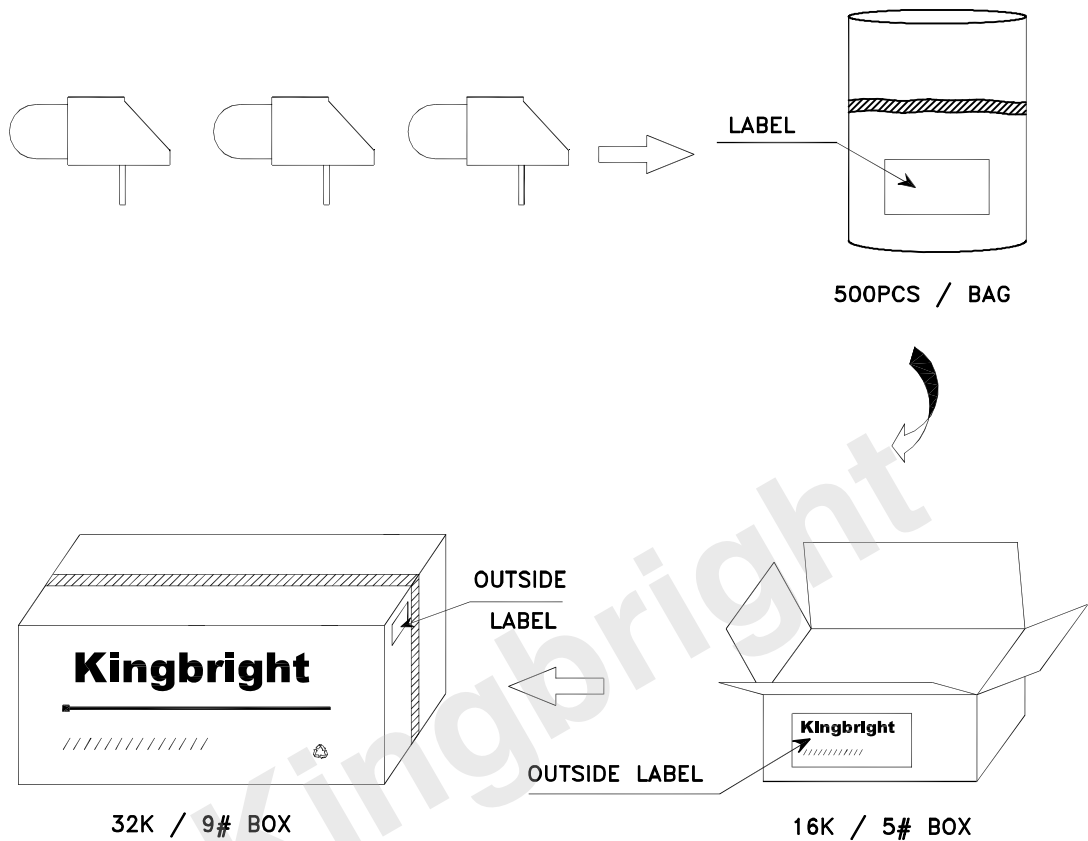 LABEL
500PCS / BAG
OUTSIDE
LABEL
Kingbright
Kingbright
OUTSIDE LABEL
32K / 9# BOX
16K / 5# BOX
Kingbright